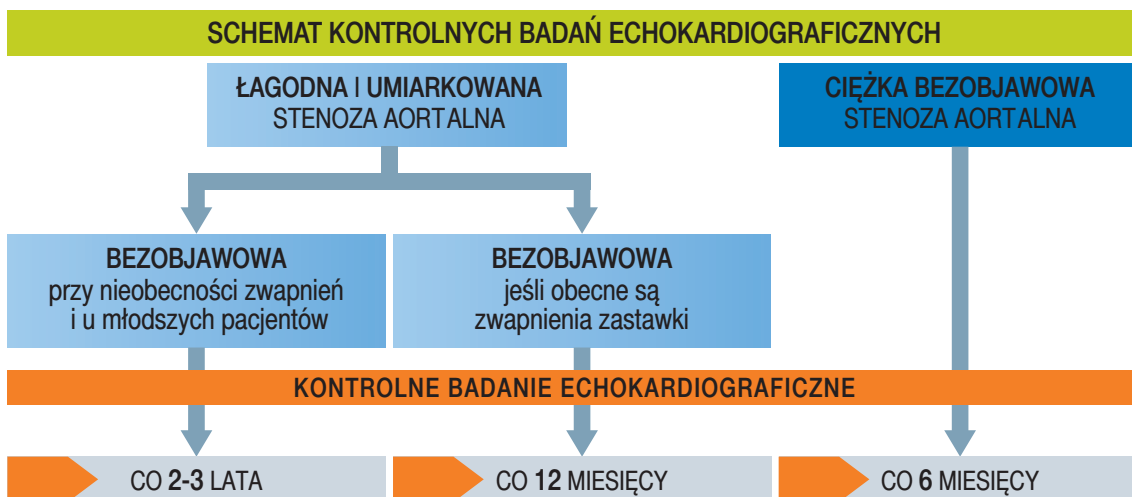 SCHEMAT KONTROLNYCH BADAŃ ECHOKARDIOGRAFICZNYCH
ŁAGODNA I UMIARKOWANA
STENOZA AORTALNA
CIĘŻKA BEZOBJAWOWA
STENOZA AORTALNA
BEZOBJAWOWA
przy nieobecności zwapnień
i u młodszych pacjentów
BEZOBJAWOWA
jeśli obecne są
zwapnienia zastawki
KONTROLNE BADANIE ECHOKARDIOGRAFICZNE
CO 2-3 LATA
CO 12 MIESIĘCY
CO 6 MIESIĘCY